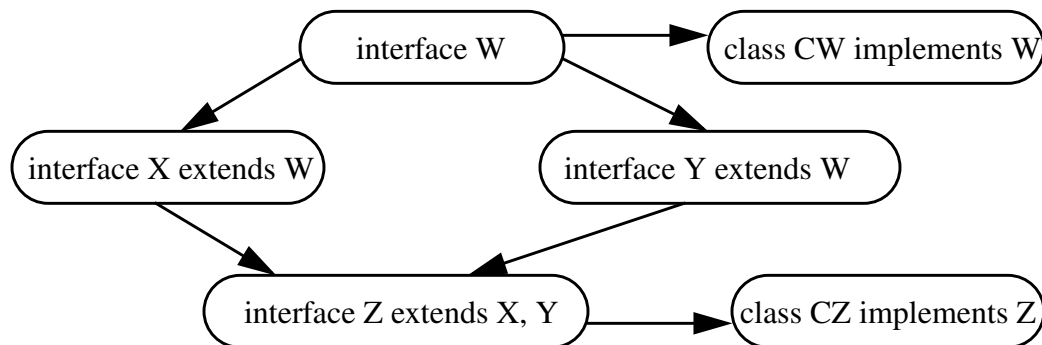 interface W
class CW implements W
interface X extends W
interface Y extends W
interface Z extends X, Y
class CZ implements Z